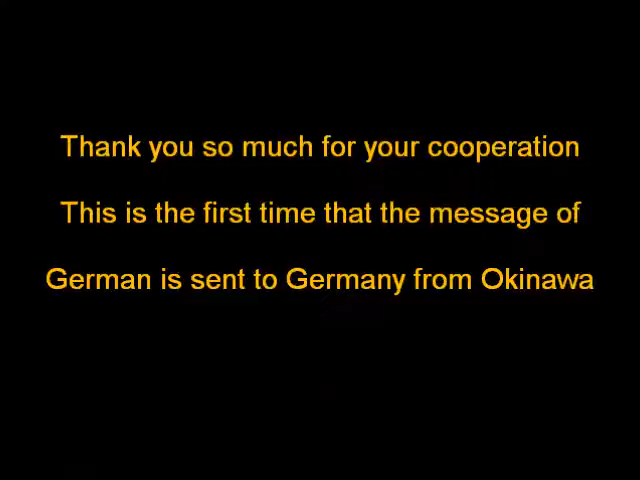 Thank you so much for your cooperation
This is the first time that the message of
German is sent to Germany from Okinawa